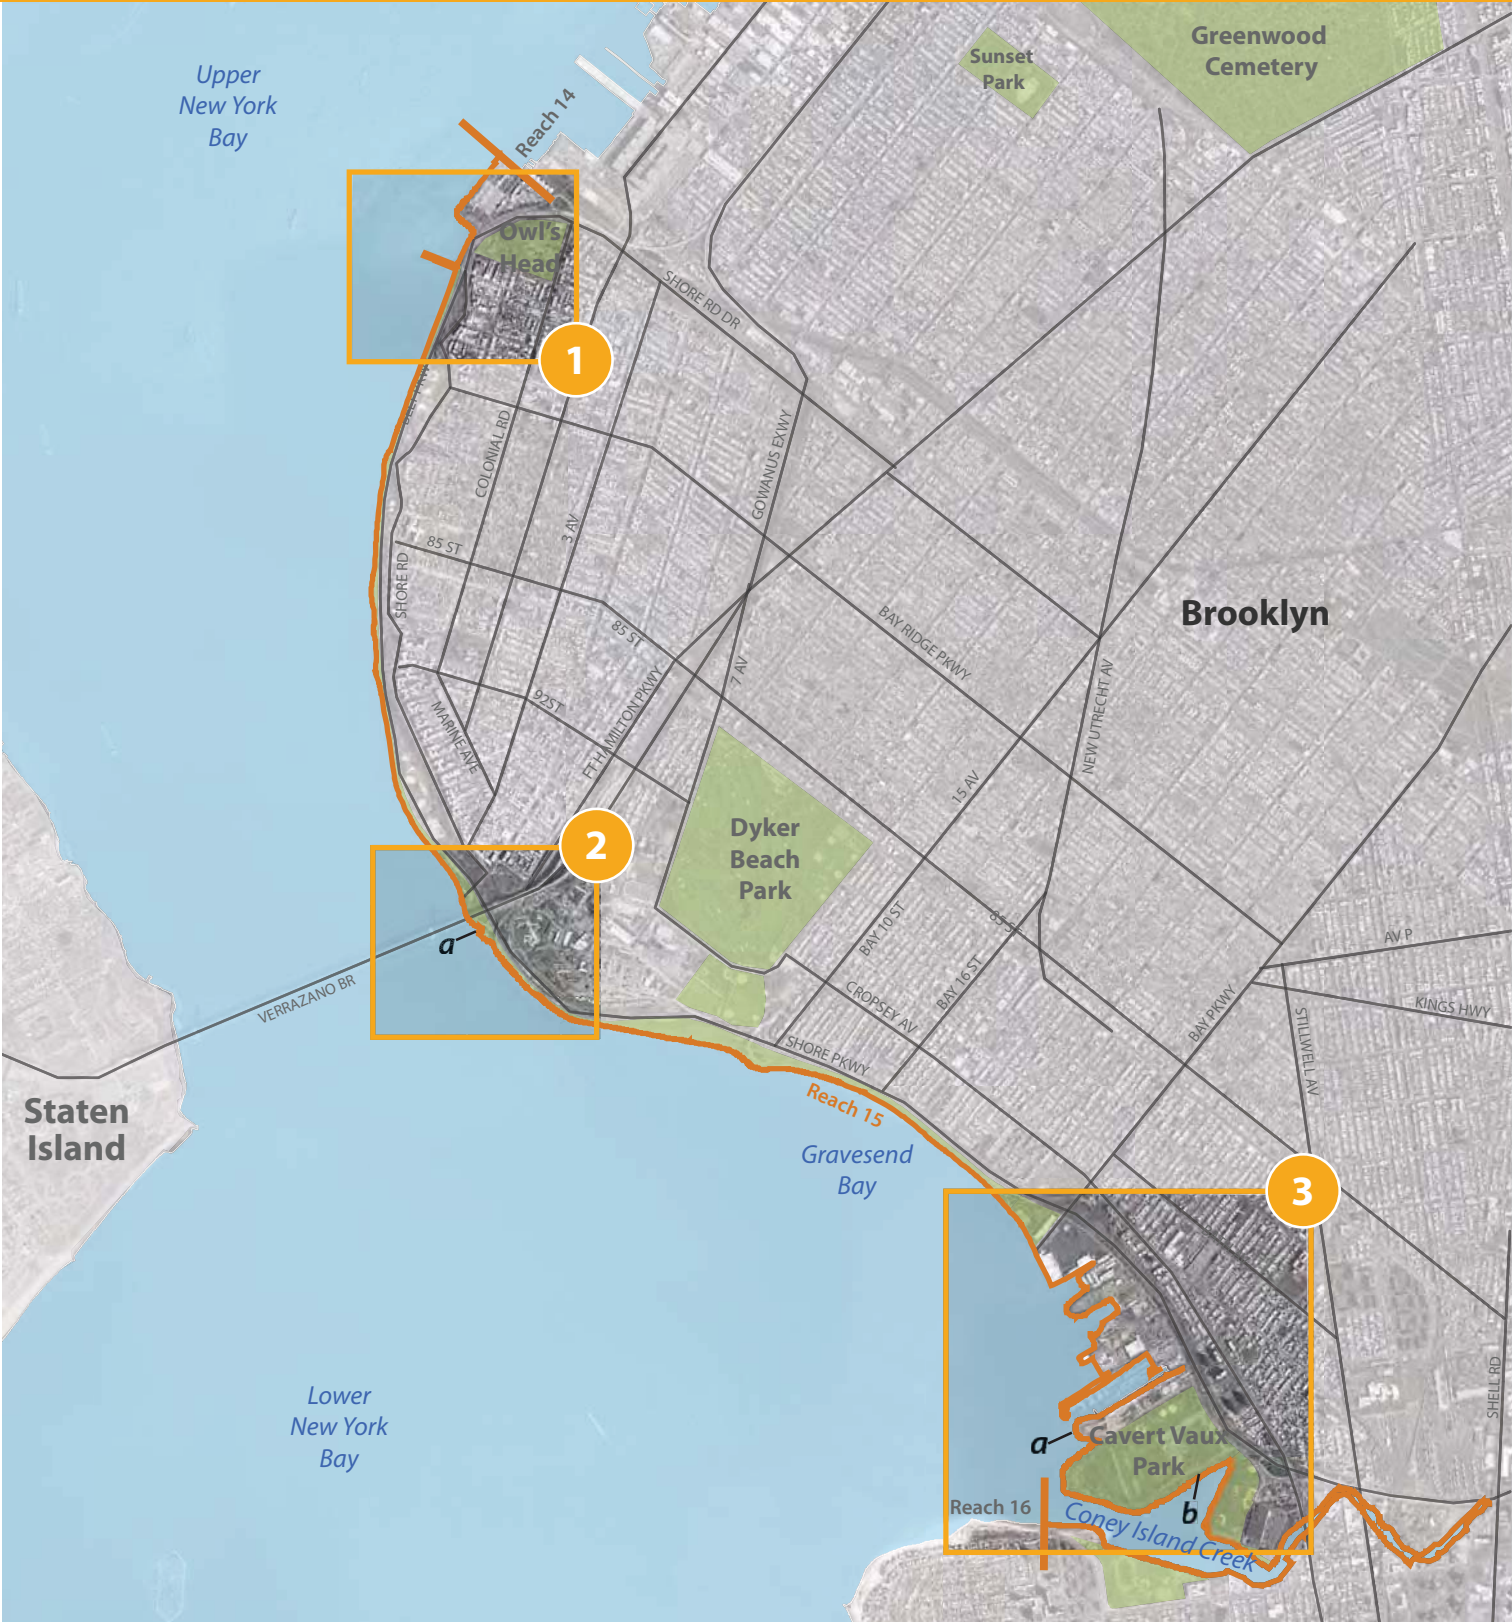 Upper
New York
Bay
Reach 14
Sunset
Park
Greenwood
Cemetery
Owl's
Head
1
SHORE RD DR
COLONIAL RD
3 AV
GOWANUS EXWY
85 ST
SHORE RD
85 ST
BAY RIDGE PKWY
Brooklyn
7 AV
NEW UTRECHT AV
92ST
MARINE AVE
FT HAMILTON PKWY
15 AV
2
Dyker
Beach
Park
a
VERRAZANO BR
BAY 10 ST
85 ST
BAY 16 ST
CROPSEY AV
AV P
KINGS HWY
BAY PKWY
STILLWELL AV
SHORE PKWY
Reach 15
Staten
Island
Gravesend
Bay
3
Lower
New York
Bay
SHELL RD
a
Cavert Vaux
Park
b
Reach 16
Coney Island Creek